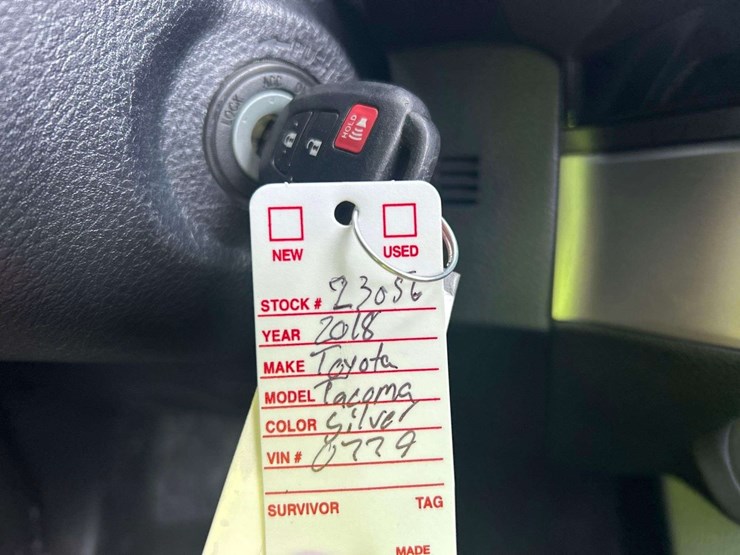 LOCK ACC
HOLD
NEW USED
STOCK # 23056
YEAR 2018
MAKE Toyota
MODEL Tacoma
COLOR Silver
VIN # 0779
SURVIVOR TAG
MADE